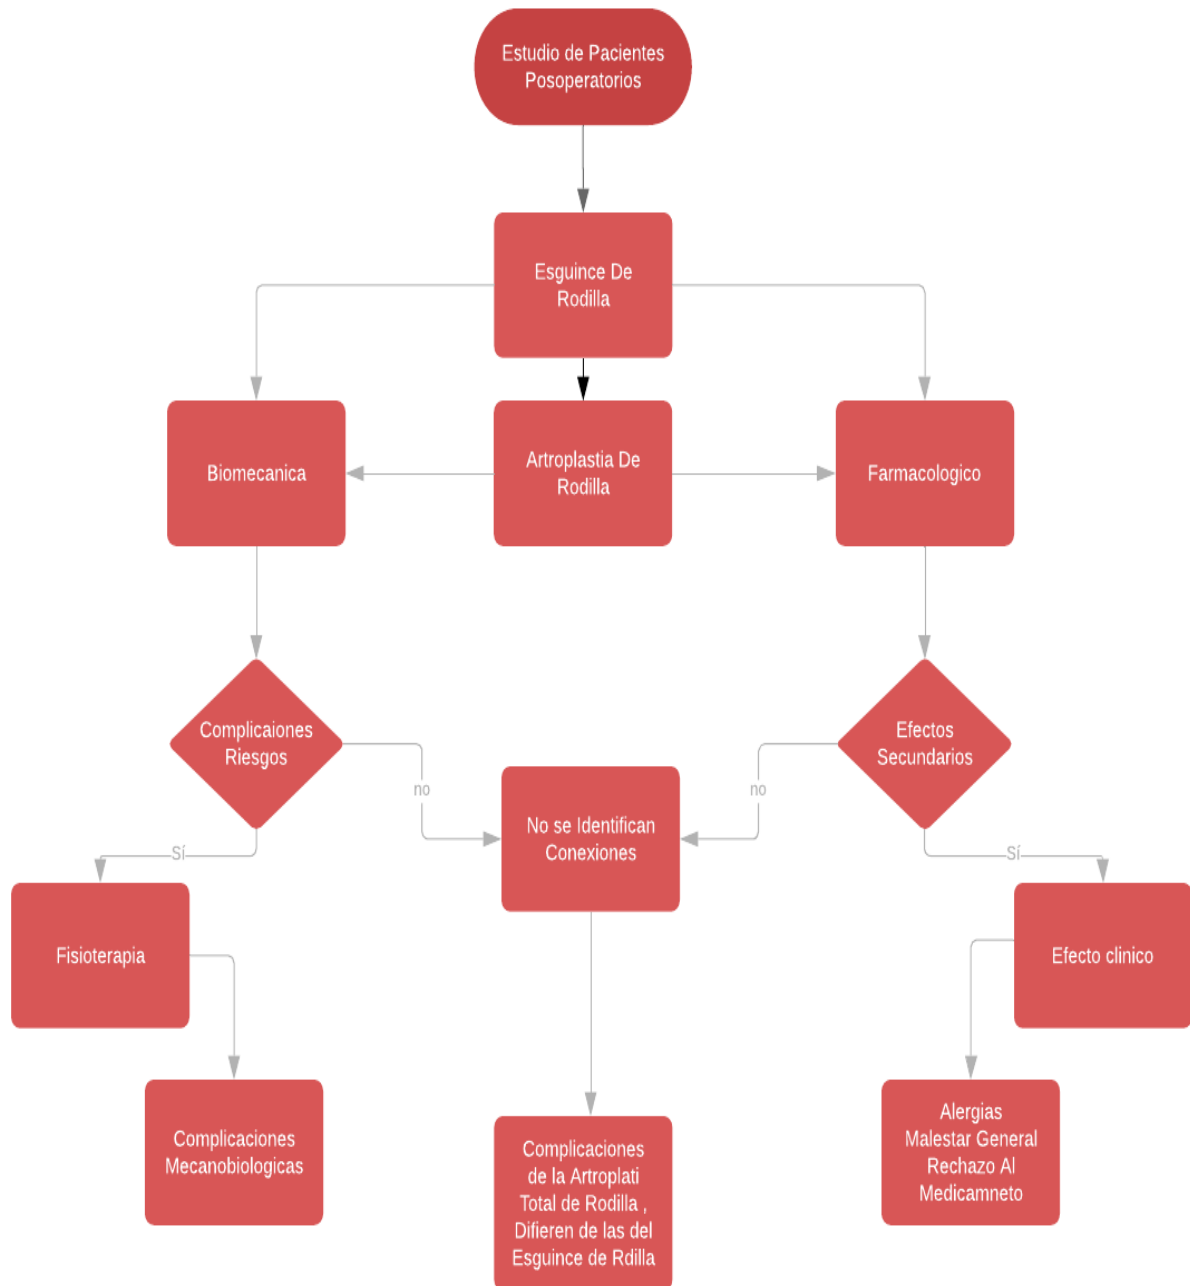 Estudio de Pacientes
Posoperatorios
Esguince De
Rodilla
Biomecanica
Artroplastia De
Rodilla
Farmacologico
Complicaiones
Riesgos
Efectos
Secundarios
no
no
No se Identifican
Conexiones
Sí
Sí
Fisioterapia
Efecto clinico
Complicaciones
Mecanobiologicas
Complicaciones
de la Artroplati
Total de Rodilla ,
Difieren de las del
Esguince de Rdilla
Alergias
Malestar General
Rechazo Al
Medicamneto